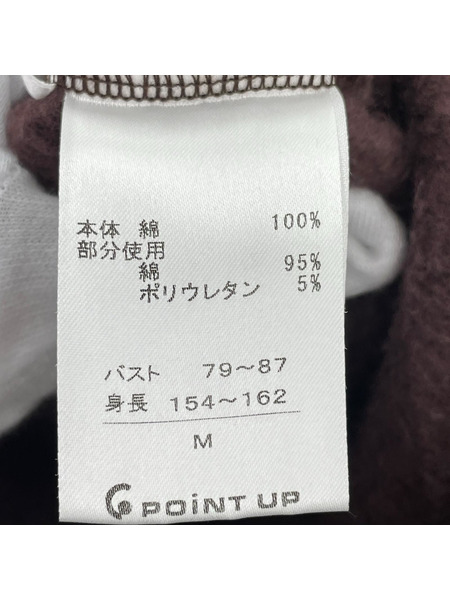 本体 綿 100%
部分使用
綿 95%
ポリウレタン 5%
バスト 79~87
身長 154~162
M
POINT UP